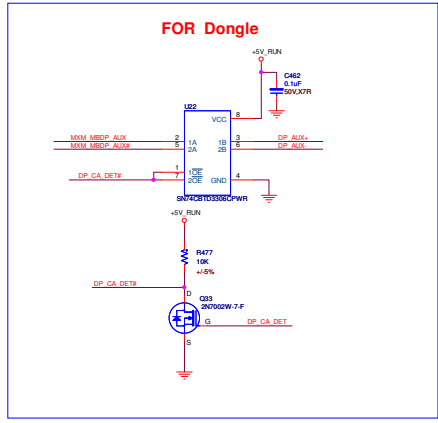 FOR Dongle
+5V_RUN
C462
0.1uF
50V,X7R
U22
8
VCC
MXM_MBDP_AUX 2 1A 1B 3 DP_AUX+
MXM_MBDP_AUX# 5 2A 2B 6 DP_AUX-
1 1OE
DP_CA_DET# 7 2OE GND 4
SN74CBTD3306CPWR
+5V_RUN
R477
10K
+/-5%
DP_CA_DET#
D
Q33
2N7002W-7-F
G DP_CA_DET
S